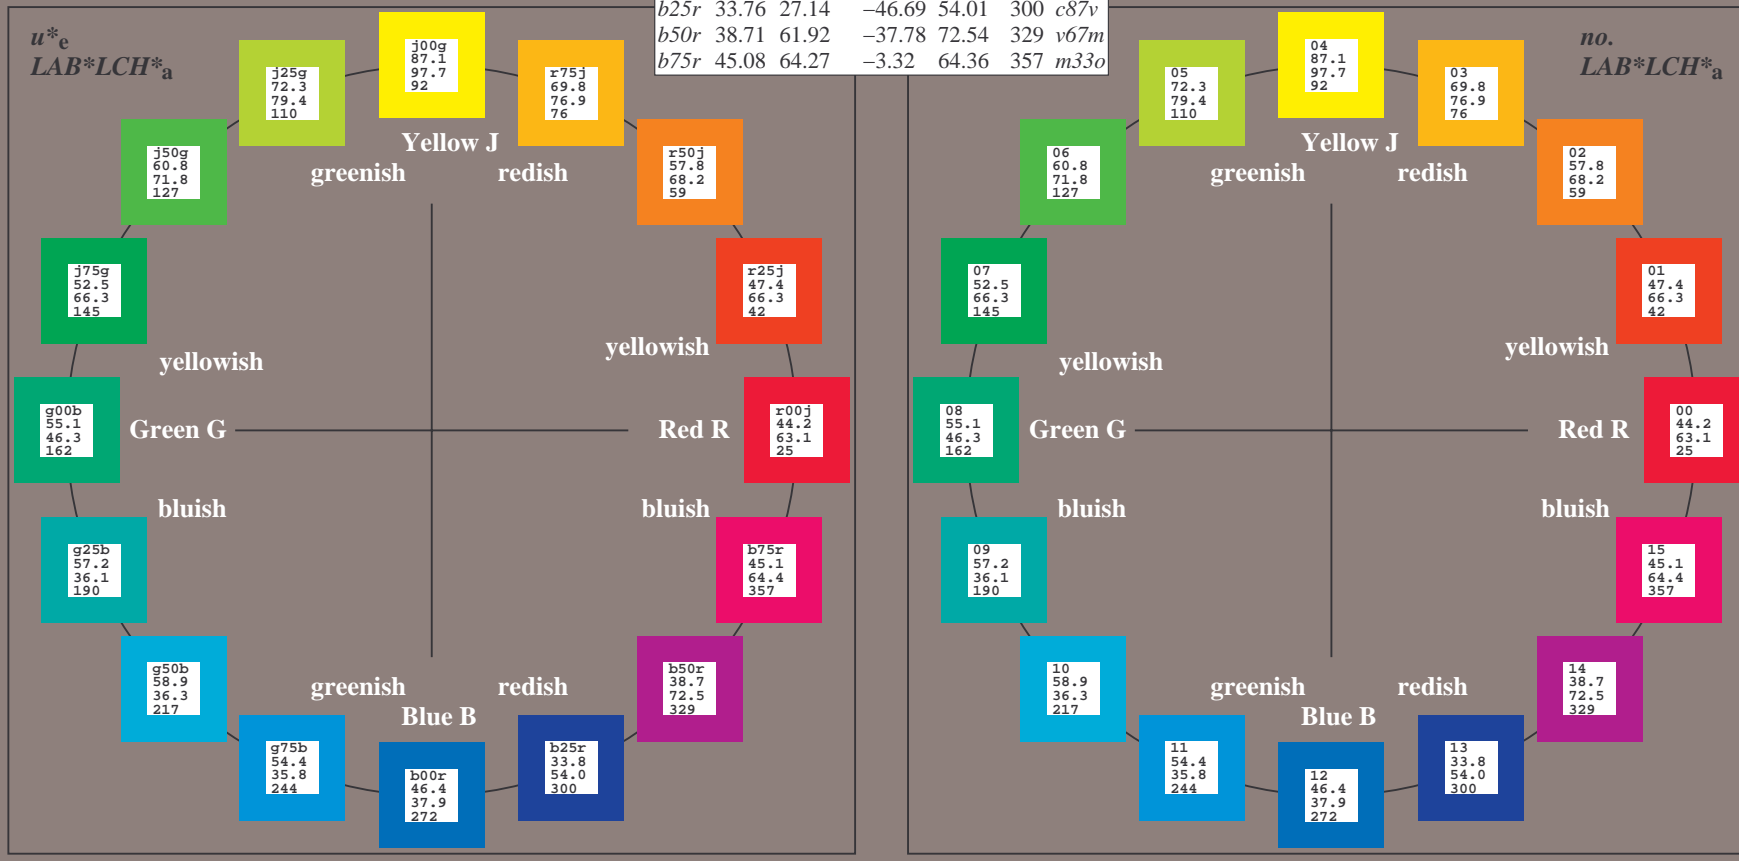 b25r 33.76 27.14 −46.69 54.01 300 c87v
b50r 38.71 61.92 −37.78 72.54 329 v67m
b75r 45.08 64.27 −3.32 64.36 357 m33o
u*e
LAB*LCH*a
j00g
87.1
97.7
92
j25g
72.3
79.4
110
r75j
69.8
76.9
76
Yellow J
greenish
redish
j50g
60.8
71.8
127
r50j
57.8
68.2
59
j75g
52.5
66.3
145
r25j
47.4
66.3
42
yellowish
yellowish
g00b
55.1
46.3
162
Green G
Red R
r00j
44.2
63.1
25
bluish
bluish
g25b
57.2
36.1
190
b75r
45.1
64.4
357
g50b
58.9
36.3
217
b50r
38.7
72.5
329
greenish
redish
Blue B
g75b
54.4
35.8
244
b00r
46.4
37.9
272
b25r
33.8
54.0
300
no.
LAB*LCH*a
04
87.1
97.7
92
05
72.3
79.4
110
03
69.8
76.9
76
Yellow J
greenish
redish
06
60.8
71.8
127
02
57.8
68.2
59
07
52.5
66.3
145
01
47.4
66.3
42
yellowish
yellowish
08
55.1
46.3
162
Green G
Red R
00
44.2
63.1
25
bluish
bluish
09
57.2
36.1
190
15
45.1
64.4
357
10
58.9
36.3
217
14
38.7
72.5
329
greenish
redish
Blue B
11
54.4
35.8
244
12
46.4
37.9
272
13
33.8
54.0
300